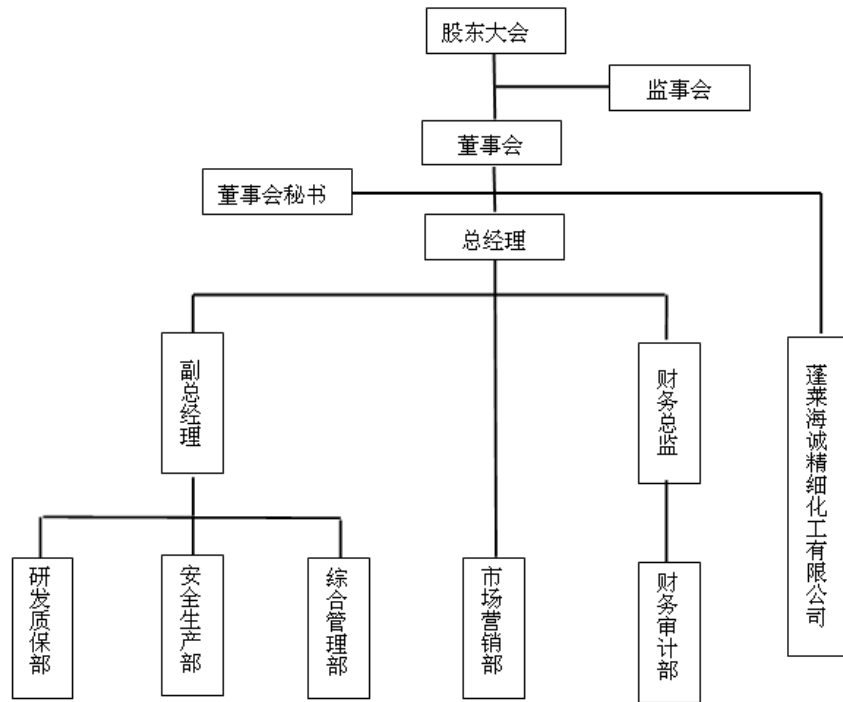 股东大会
监事会
董事会
董事会秘书
总经理
副总经理
财务总监
蓬莱海诚精细化工有限公司
研发质保部
安全生产部
综合管理部
市场营销部
财务审计部